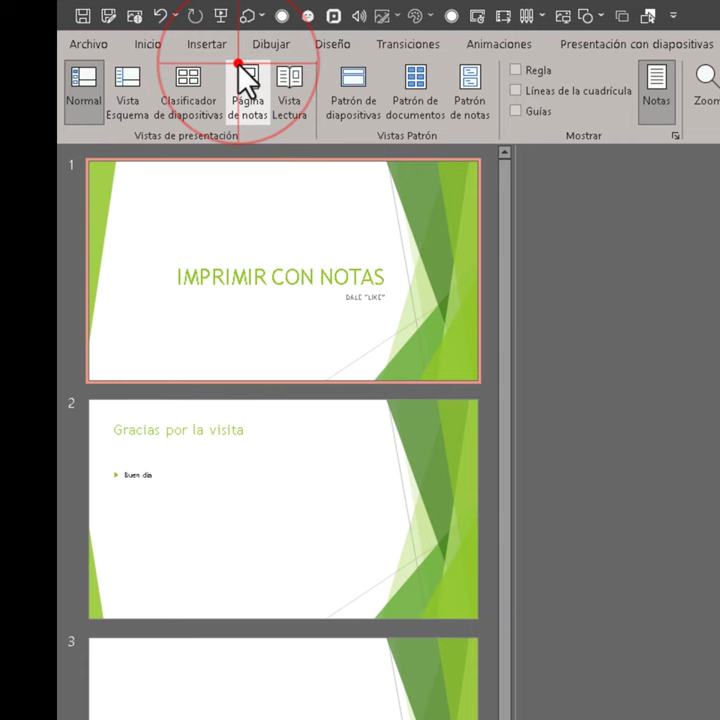 Archivo Inicio Insertar Dibujar Diseño Transiciones Animaciones Presentación con diapositivas
Normal
Vista Esquema
Clasificador de diapositivas
Página de notas
Vista Lectura
Vistas de presentación
Patrón de diapositivas
Patrón de documentos
Patrón de notas
Vistas Patrón
Regla
Líneas de la cuadrícula
Guías
Mostrar
Notas
Zoom
1
IMPRIMIR CON NOTAS
DALE "LIKE"
2
Gracias por la visita
Buen día
3